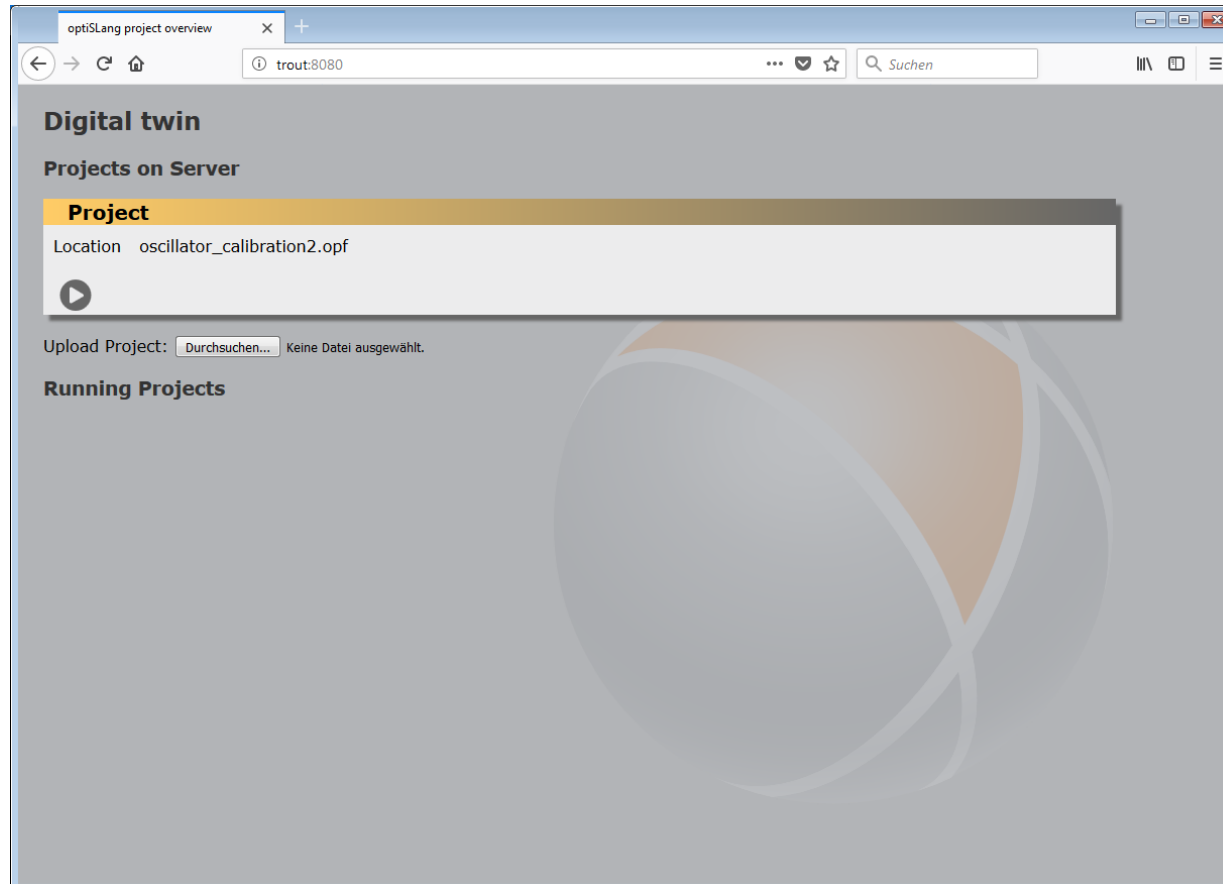 optiSLang project overview
trout:8080
Suchen
Digital twin
Projects on Server
Project
Location oscillator_calibration2.opf
Upload Project: Durchsuchen... Keine Datei ausgewählt.
Running Projects